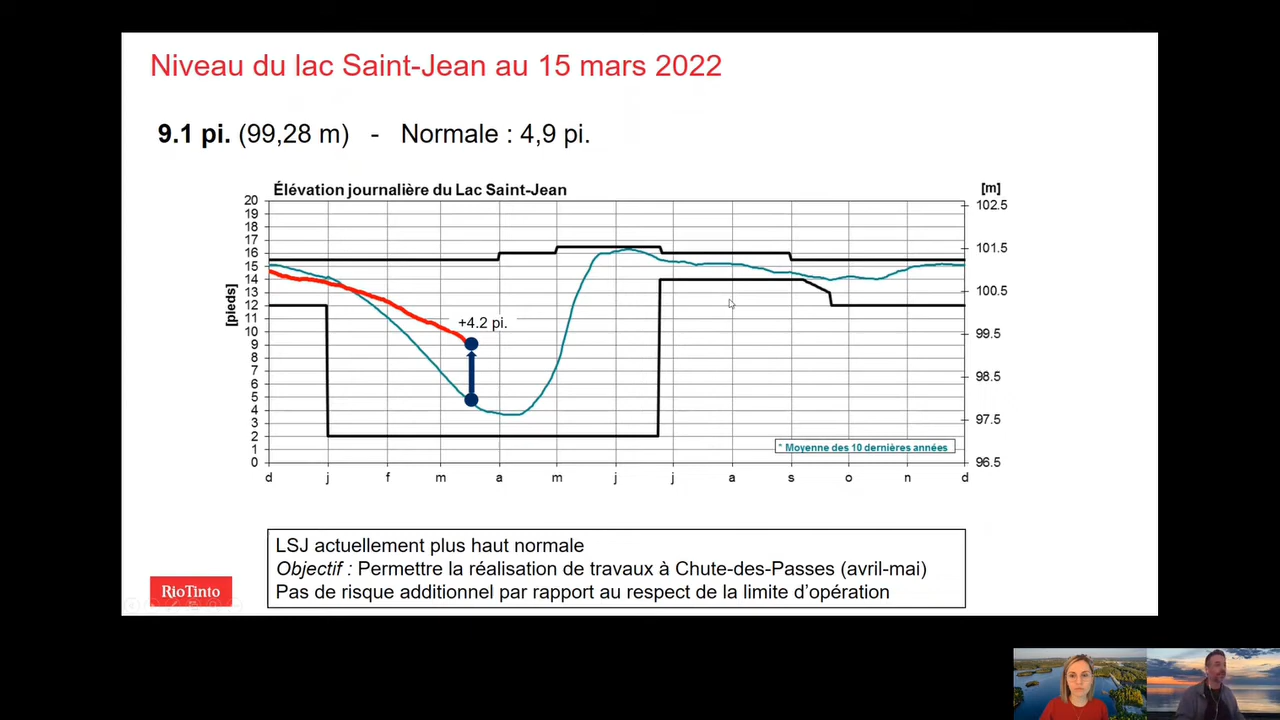 Niveau du lac Saint-Jean au 15 mars 2022
9.1 pi. (99,28 m) - Normale : 4,9 pi.
Élévation journalière du Lac Saint-Jean
[m]
[pieds]
20
19
18
17
16
15
14
13
12
11
10
9
8
7
6
5
4
3
2
1
0
102.5
101.5
100.5
99.5
98.5
97.5
96.5
+4.2 pi.
* Moyenne des 10 dernières années
d j f m a m j j a s o n d
LSJ actuellement plus haut normale
Objectif : Permettre la réalisation de travaux à Chute-des-Passes (avril-mai)
Pas de risque additionnel par rapport au respect de la limite d'opération
RioTinto